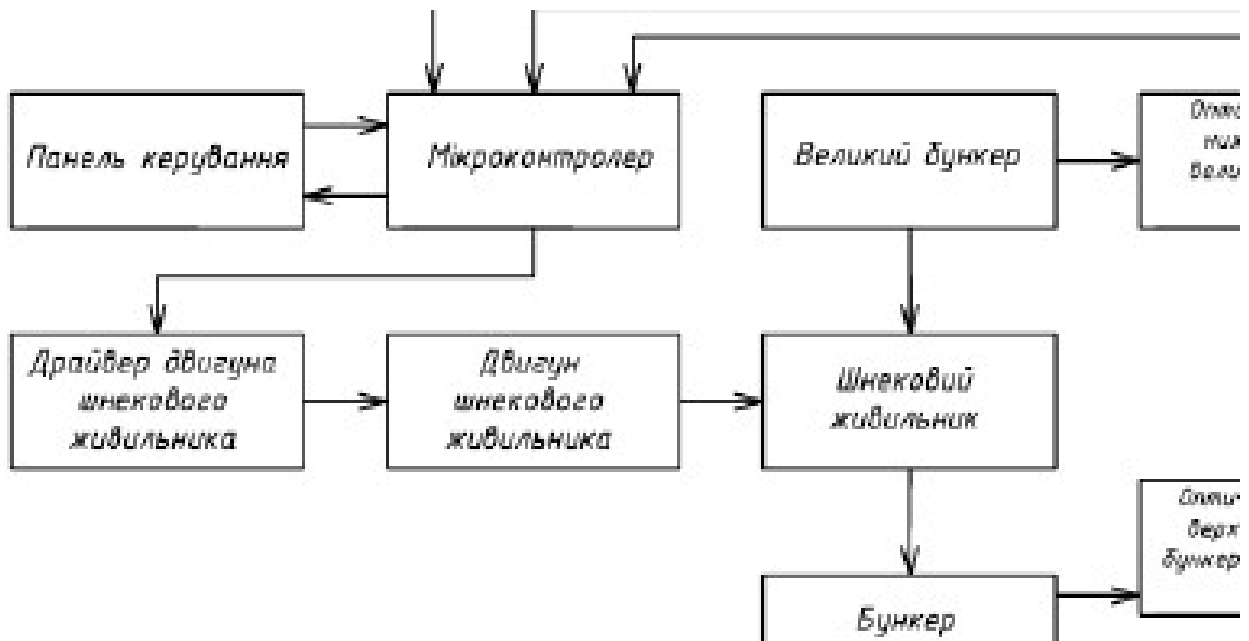 Панель керування
Мікроконтролер
Великий бункер
Драйвер двигуна
шнекового
живильника
Двигун
шнекового
живильника
Шнековий
живильник
Бункер